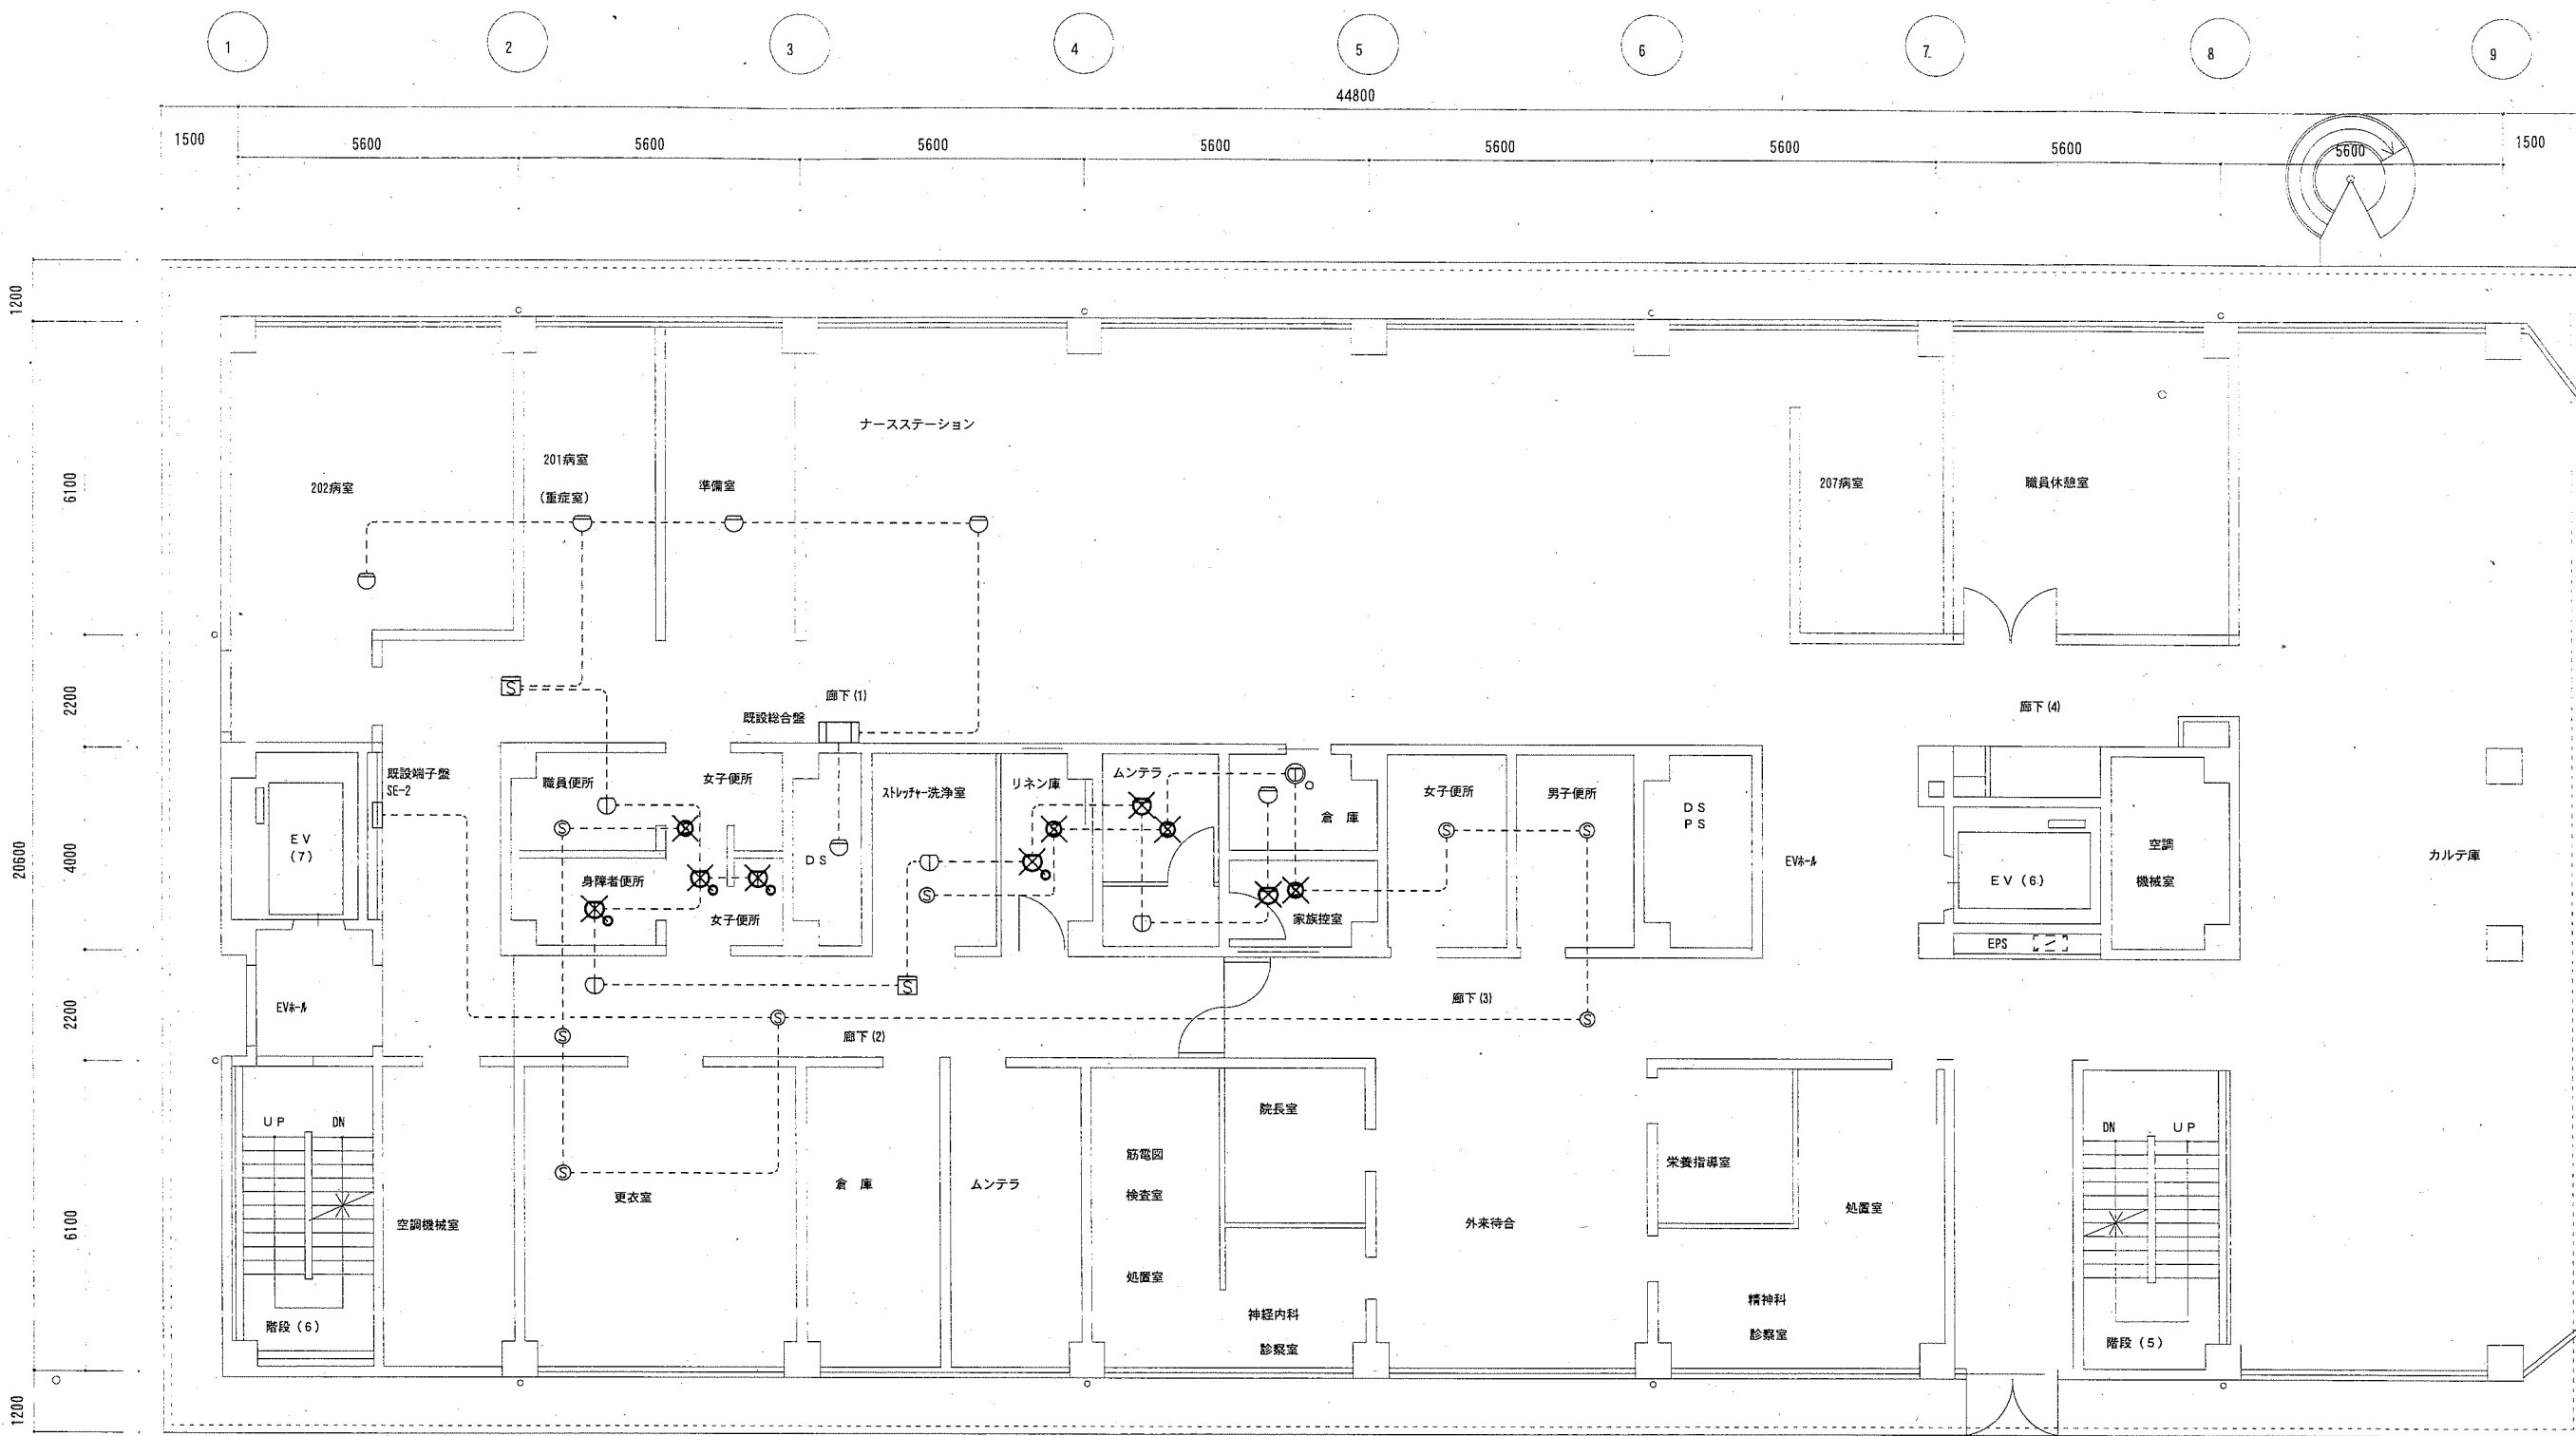 1 2 3 4 5 6 7 8 9
44800
1500 5600 5600 5600 5600 5600 5600 5600 5600 1500
1200
6100
2200
20600
4000
2200
6100
1200
ナースステーション
201病室
(重症室)
202病室
準備室
207病室
職員休憩室
廊下(1)
既設総合盤
廊下(4)
既設端子盤
SE-2
職員便所
女子便所
ストレッチャー洗浄室
リネン庫
ムンテラ
倉 庫
女子便所
男子便所
DS
PS
EV
(7)
DS
身障者便所
女子便所
家族控室
EVホール
EV(6)
空調
機械室
カルテ庫
EPS
EVホール
廊下(3)
S
S
S
S
S
S
S
S
S
S
廊下(2)
UP DN
院長室
筋電図
検査室
処置室
神経内科
診察室
栄養指導室
処置室
外来待合
精神科
診察室
DN UP
更衣室
倉 庫
ムンテラ
空調機械室
階段(6)
階段(5)